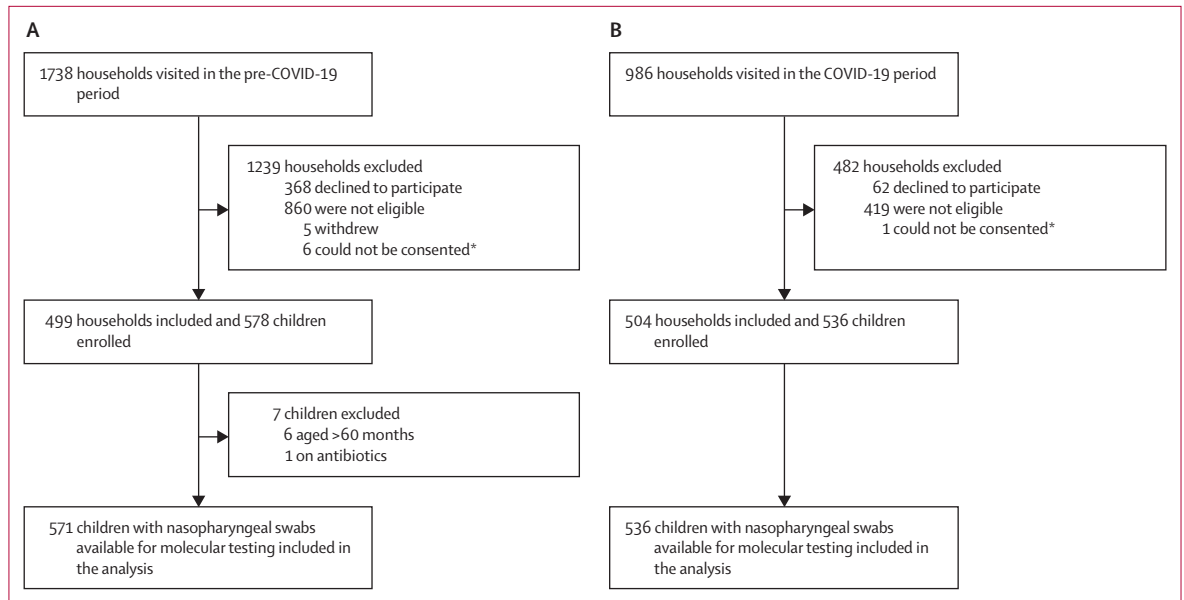 A
1738 households visited in the pre-COVID-19
period
1239 households excluded
368 declined to participate
860 were not eligible
5 withdrew
6 could not be consented*
499 households included and 578 children
enrolled
7 children excluded
6 aged >60 months
1 on antibiotics
571 children with nasopharyngeal swabs
available for molecular testing included in
the analysis
B
986 households visited in the COVID-19 period
482 households excluded
62 declined to participate
419 were not eligible
1 could not be consented*
504 households included and 536 children
enrolled
536 children with nasopharyngeal swabs
available for molecular testing included in
the analysis